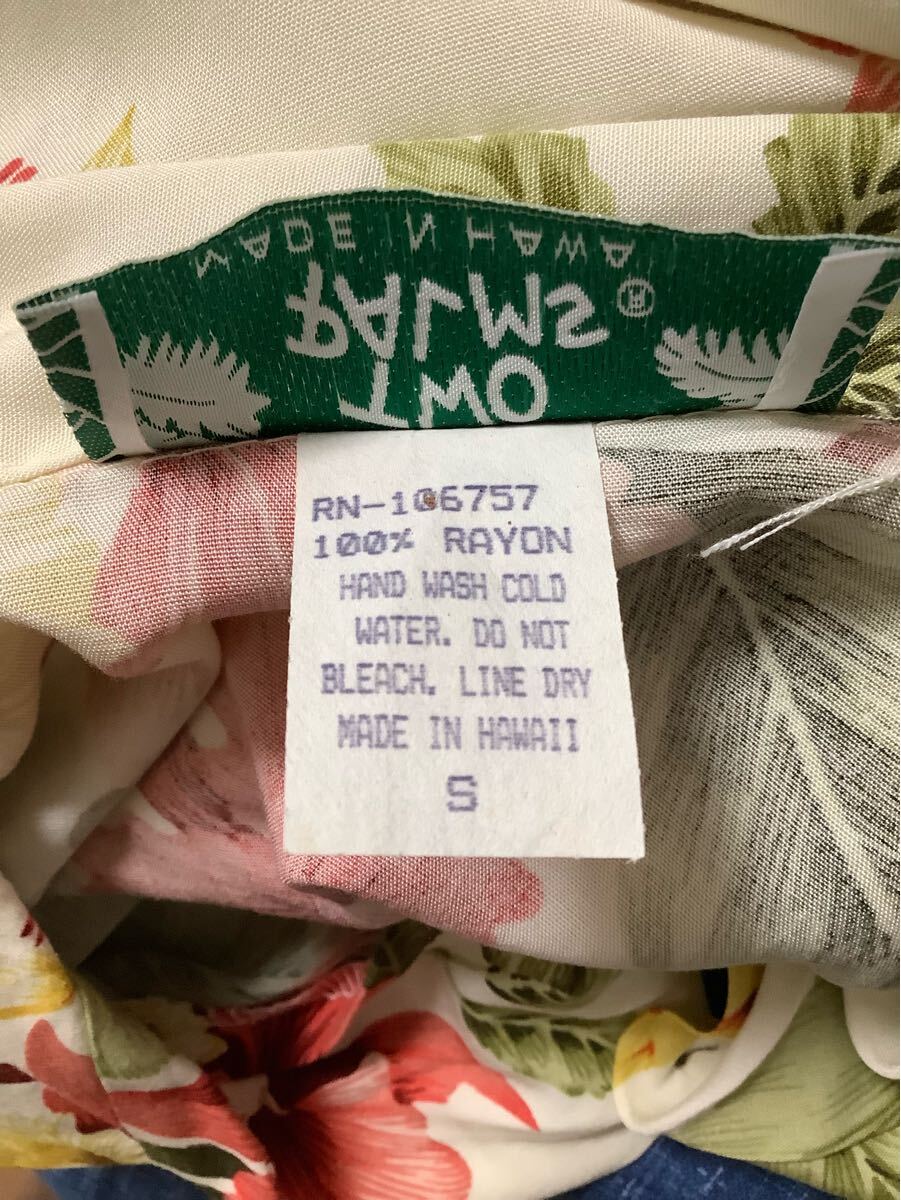 TWO
PALMS®
MADE IN HAWAII
RN-106757
100% RAYON
HAND WASH COLD
WATER. DO NOT
BLEACH. LINE DRY
MADE IN HAWAII
S